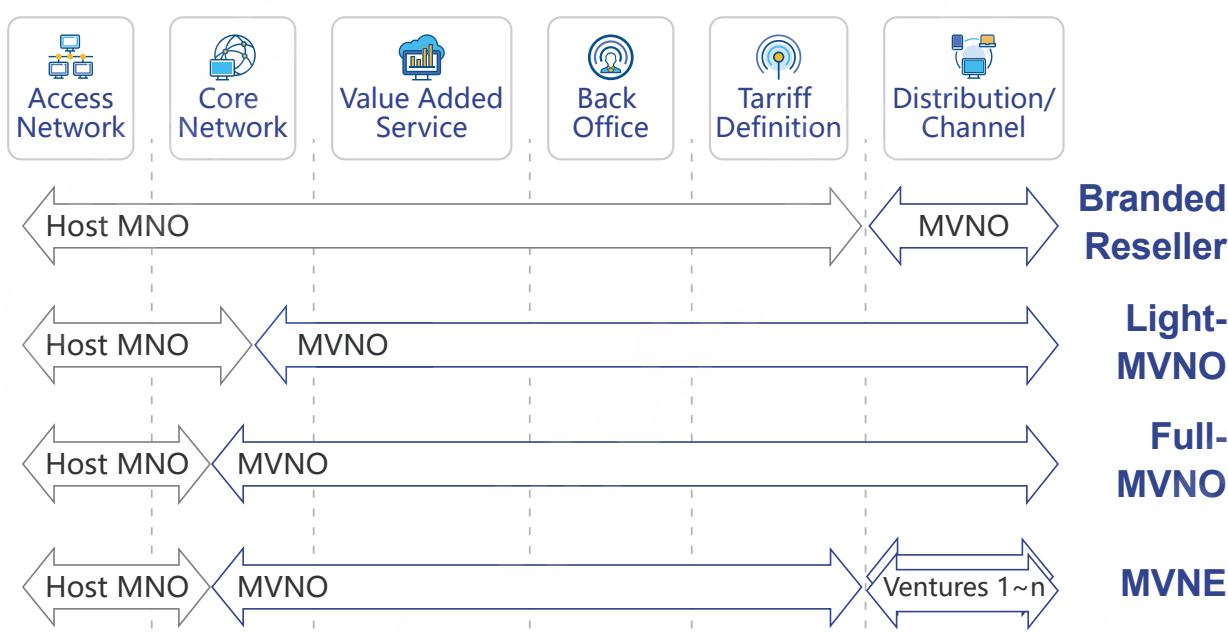 Access
Network
Core
Network
Value Added
Service
Back
Office
Tarriff
Definition
Distribution/
Channel
Host MNO
MVNO
Branded
Reseller
Host MNO
MVNO
Light-
MVNO
Host MNO
MVNO
Full-
MVNO
Host MNO
MVNO
Ventures 1~n
MVNE